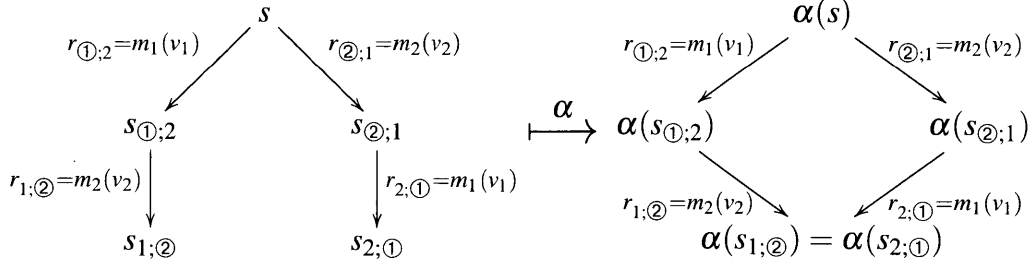 s α(s)
r①;2=m1(v1) r②;1=m2(v2) r①;2=m1(v1) r②;1=m2(v2)
s①;2 s②;1 α α(s①;2) α(s②;1)
r1;②=m2(v2) r2;①=m1(v1) r1;②=m2(v2) r2;①=m1(v1)
s1;② s2;① α(s1;②) = α(s2;①)